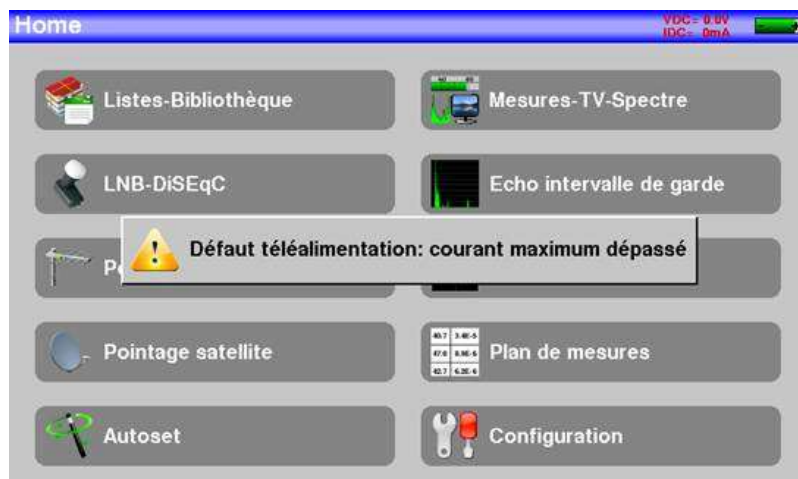 Home
VDC= 0.0V
IDC= 0mA
Listes-Bibliothèque
Mesures-TV-Spectre
LNB-DiSEqC
Echo intervalle de garde
Défaut téléalimentation: courant maximum dépassé
Pointage satellite
Plan de mesures
Autoset
Configuration